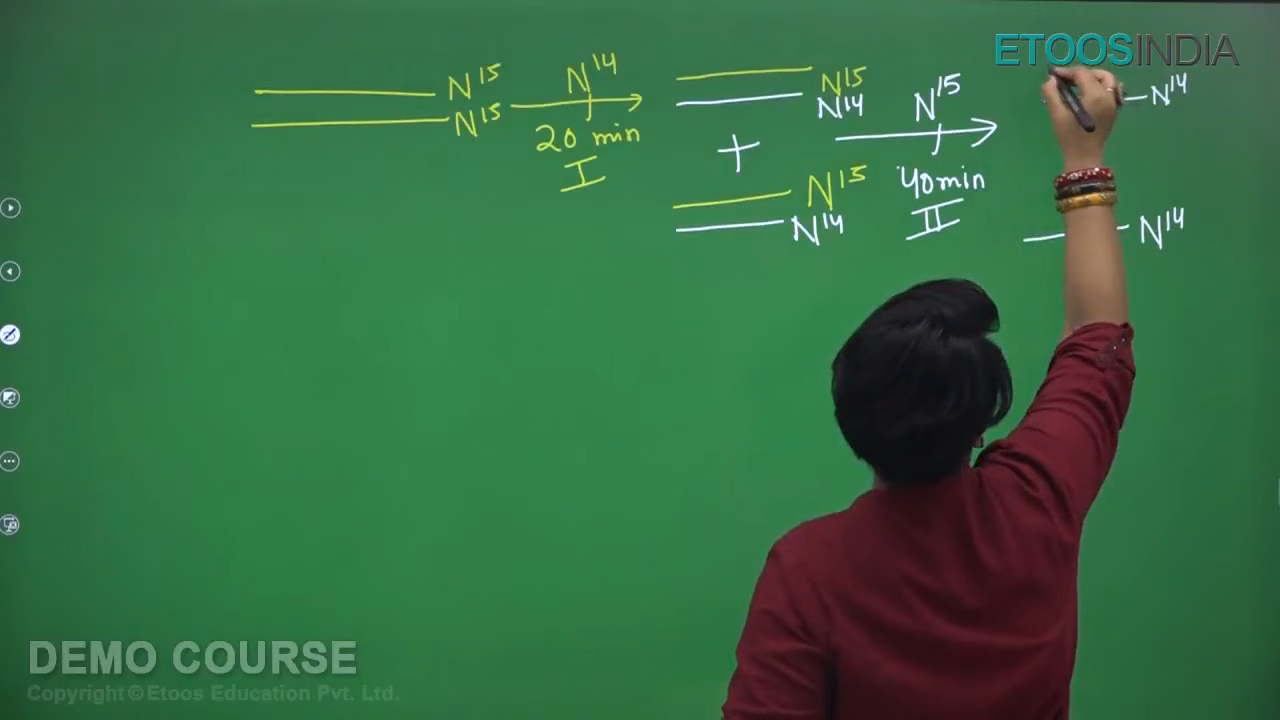 ETOOSINDIA
N15
N15
N14
20 min
I
N15
N14
+
N15
N14
N15
40min
II
N14
N14
DEMO COURSE
Copyright © Etoos Education Pvt. Ltd.